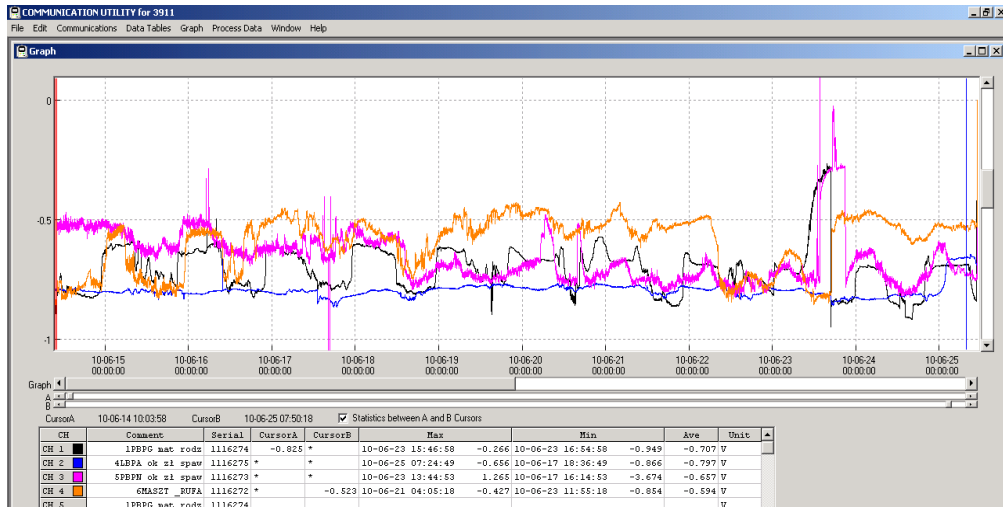 COMMUNICATION UTILITY for 3911
File Edit Communications Data Tables Graph Process Data Window Help
Graph
0
-0.5
-1
10-06-15 10-06-16 10-06-17 10-06-18 10-06-19 10-06-20 10-06-21 10-06-22 10-06-23 10-06-24 10-06-25
00:00:00 00:00:00 00:00:00 00:00:00 00:00:00 00:00:00 00:00:00 00:00:00 00:00:00 00:00:00 00:00:00
Graph
A
B
CursorA 10-06-14 10:03:58 CursorB 10-06-25 07:50:18 Statistics between A and B Cursors
CH Comment Serial CursorA CursorB Max Min Ave Unit
CH 1 1PBPG mat rodz 1116274 -0.825 * 10-06-23 15:46:58 -0.266 10-06-23 16:54:58 -0.949 -0.707 V
CH 2 4LBPA ok zł spaw 1116275 * * 10-06-25 07:24:49 -0.656 10-06-17 18:36:49 -0.866 -0.797 V
CH 3 5PBPN ok zł spaw 1116273 * * 10-06-23 13:44:53 1.265 10-06-17 16:14:53 -3.674 -0.657 V
CH 4 6MASZT _RUFA 1116272 * -0.523 10-06-21 04:05:18 -0.427 10-06-23 11:55:18 -0.854 -0.594 V
CH 5 1PBPG mat rodz 1116274 V